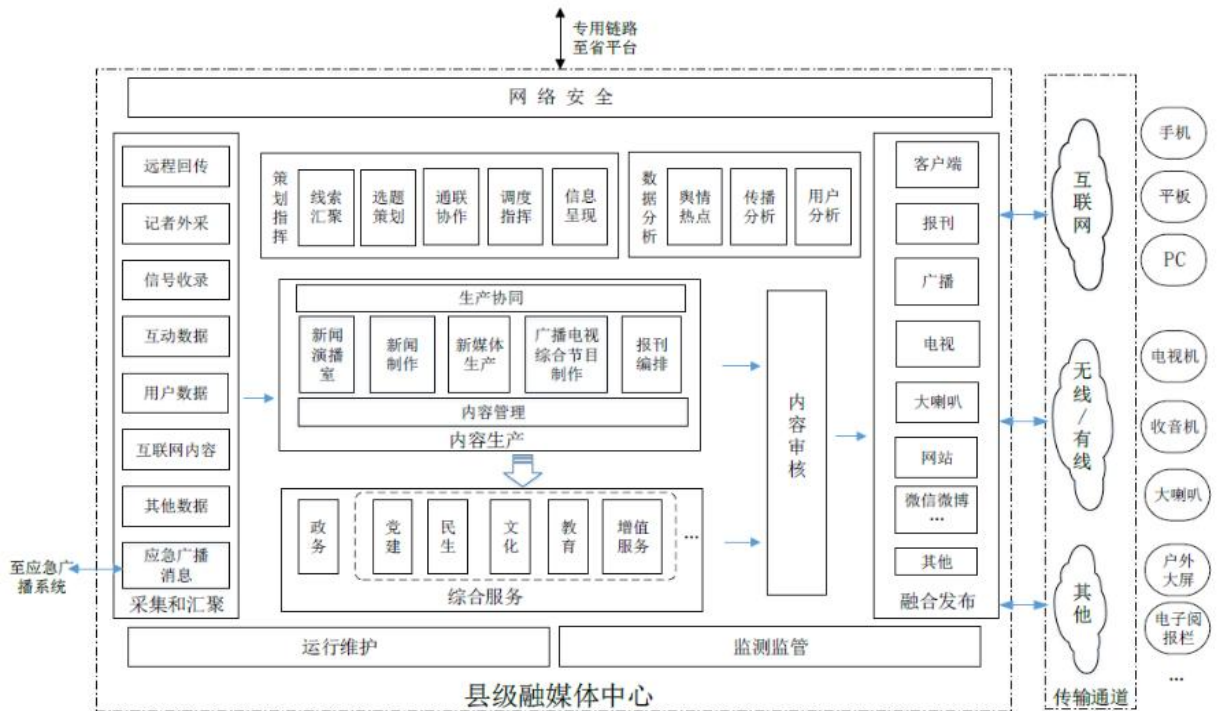 专用链路
至省平台
网络安全
远程回传
记者外采
信号收录
互动数据
用户数据
互联网内容
其他数据
应急广播
消息
采集和汇聚
至应急广
播系统
策划指挥
线索
汇聚
选题
策划
通联
协作
调度
指挥
信息
呈现
数据分析
舆情
热点
传播
分析
用户
分析
生产协同
新闻
演播
室
新闻
制作
新媒体
生产
广播电视
综合节目
制作
报刊
编排
内容管理
内容生产
政务
党建
民生
文化
教育
增值
服务
...
综合服务
内容审核
客户端
报刊
广播
电视
大喇叭
网站
微信微博
...
其他
融合发布
运行维护
监测监管
县级融媒体中心
互联网
无线/有线
其他
传输通道
手机
平板
PC
电视机
收音机
大喇叭
户外
大屏
电子阅
报栏
...